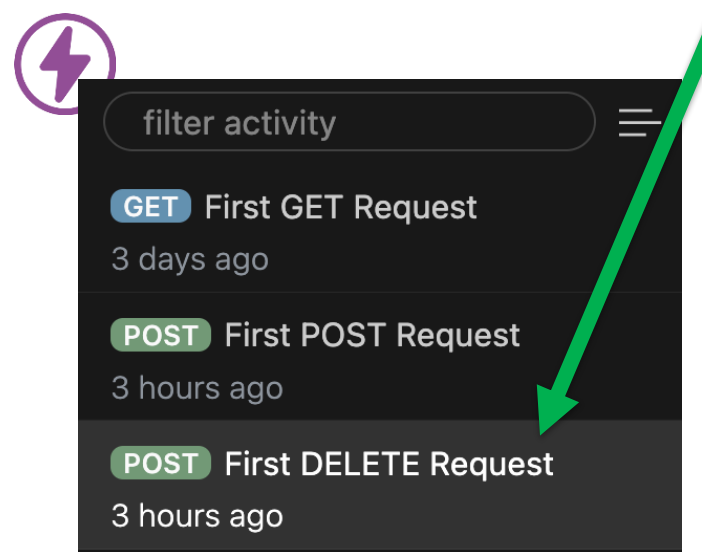 filter activity
GET First GET Request
3 days ago
POST First POST Request
3 hours ago
POST First DELETE Request
3 hours ago